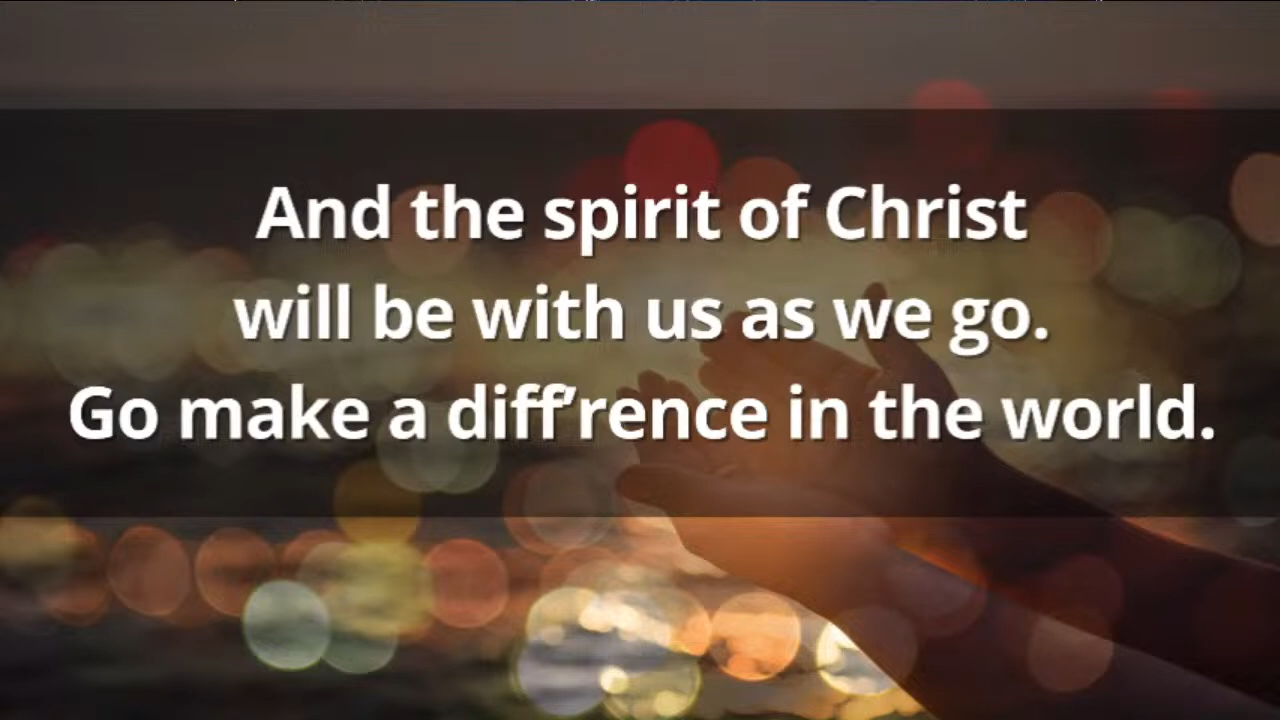 And the spirit of Christ
will be with us as we go.
Go make a diff’rence in the world.